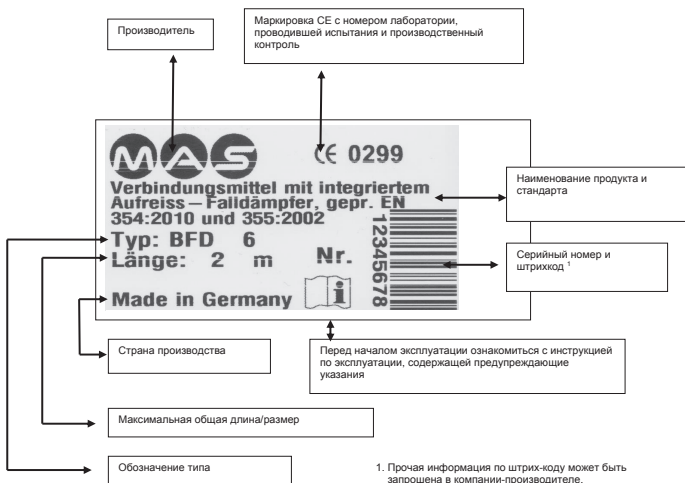 Производитель
Маркировка CE с номером лаборатории,
проводившей испытания и производственный
контроль
MAS
CE 0299
Verbindungsmittel mit integriertem
Aufreiss – Falldämpfer, gepr. EN
354:2010 und 355:2002
Typ: BFD 6
Länge: 2 m
Nr.
12345678
Made in Germany
i
Наименование продукта и
стандарта
Серийный номер и
штрихкод ¹
Страна производства
Перед началом эксплуатации ознакомиться с инструкцией
по эксплуатации, содержащей предупреждающие
указания
Максимальная общая длина/размер
Обозначение типа
1. Прочая информация по штрих-коду может быть
запрошена в компании-производителе.